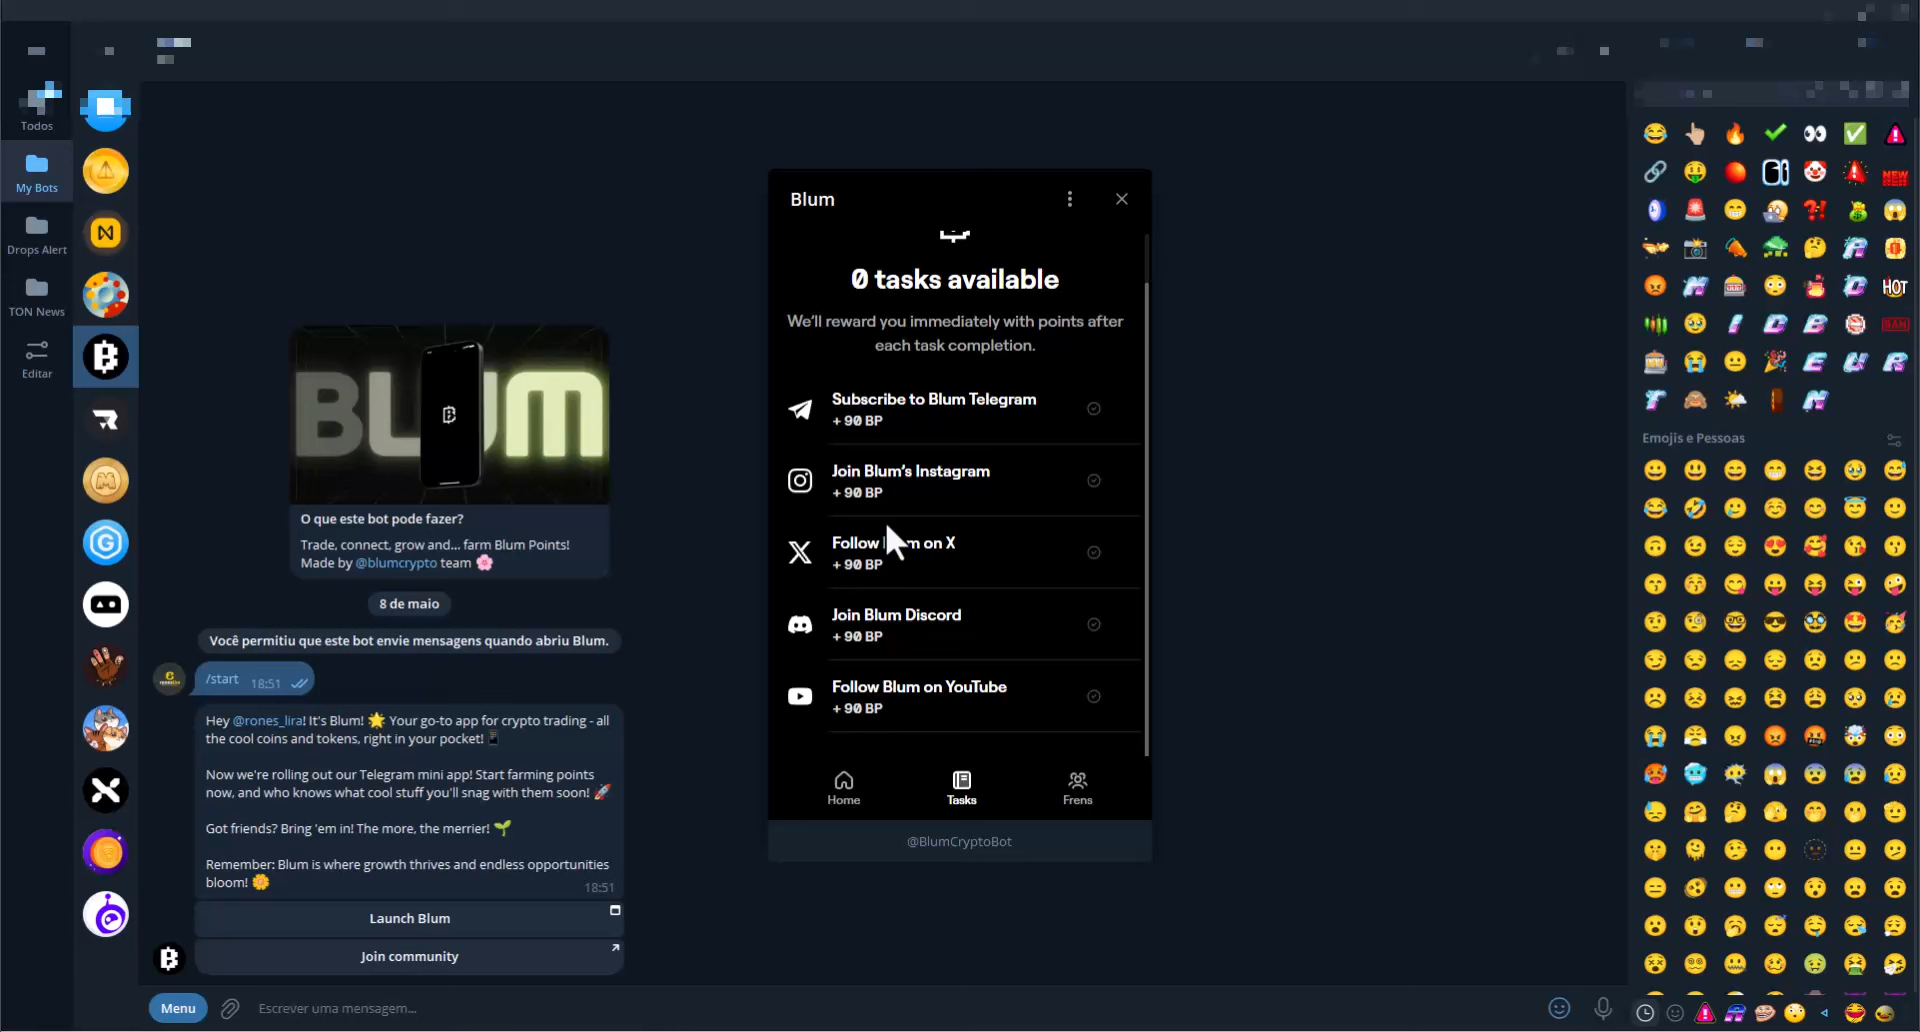 Todos
My Bots
Drops Alert
TON News
Editar
BLUM
O que este bot pode fazer?
Trade, connect, grow and... farm Blum Points!
Made by @blumcrypto team 🌸
8 de maio
Você permitiu que este bot envie mensagens quando abriu Blum.
/start 18:51
Hey @rones_lira! It's Blum! 🌟 Your go-to app for crypto trading - all
the cool coins and tokens, right in your pocket! 📱
Now we're rolling out our Telegram mini app! Start farming points
now, and who knows what cool stuff you'll snag with them soon! 🚀
Got friends? Bring 'em in! The more, the merrier! 🌱
Remember: Blum is where growth thrives and endless opportunities
bloom! 🌼 18:51
Launch Blum
Join community
Menu
Escrever uma mensagem...
Blum
0 tasks available
We'll reward you immediately with points after
each task completion.
Subscribe to Blum Telegram
+ 90 BP
Join Blum's Instagram
+ 90 BP
Follow Blum on X
+ 90 BP
Join Blum Discord
+ 90 BP
Follow Blum on YouTube
+ 90 BP
Home
Tasks
Frens
@BlumCryptoBot
NEW
HOT
Emojis e Pessoas